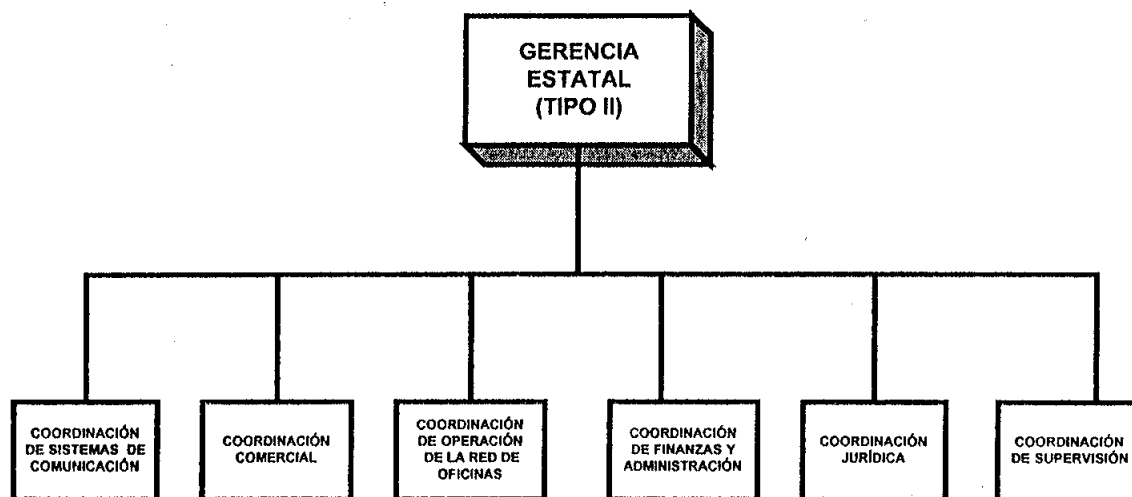 GERENCIA
ESTATAL
(TIPO II)
COORDINACIÓN
DE SISTEMAS DE
COMUNICACIÓN
COORDINACIÓN
COMERCIAL
COORDINACIÓN
DE OPERACIÓN
DE LA RED DE
OFICINAS
COORDINACIÓN
DE FINANZAS Y
ADMINISTRACIÓN
COORDINACIÓN
JURÍDICA
COORDINACIÓN
DE SUPERVISIÓN